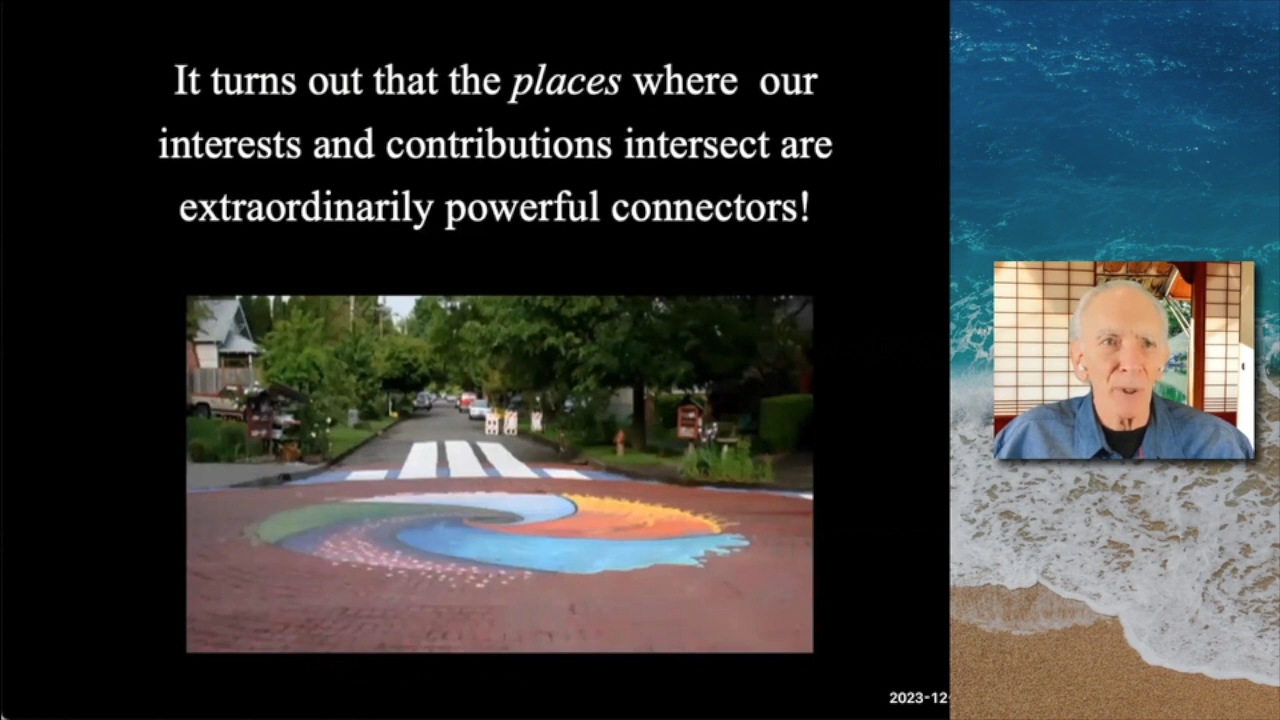 It turns out that the places where our
interests and contributions intersect are
extraordinarily powerful connectors!
2023-12-